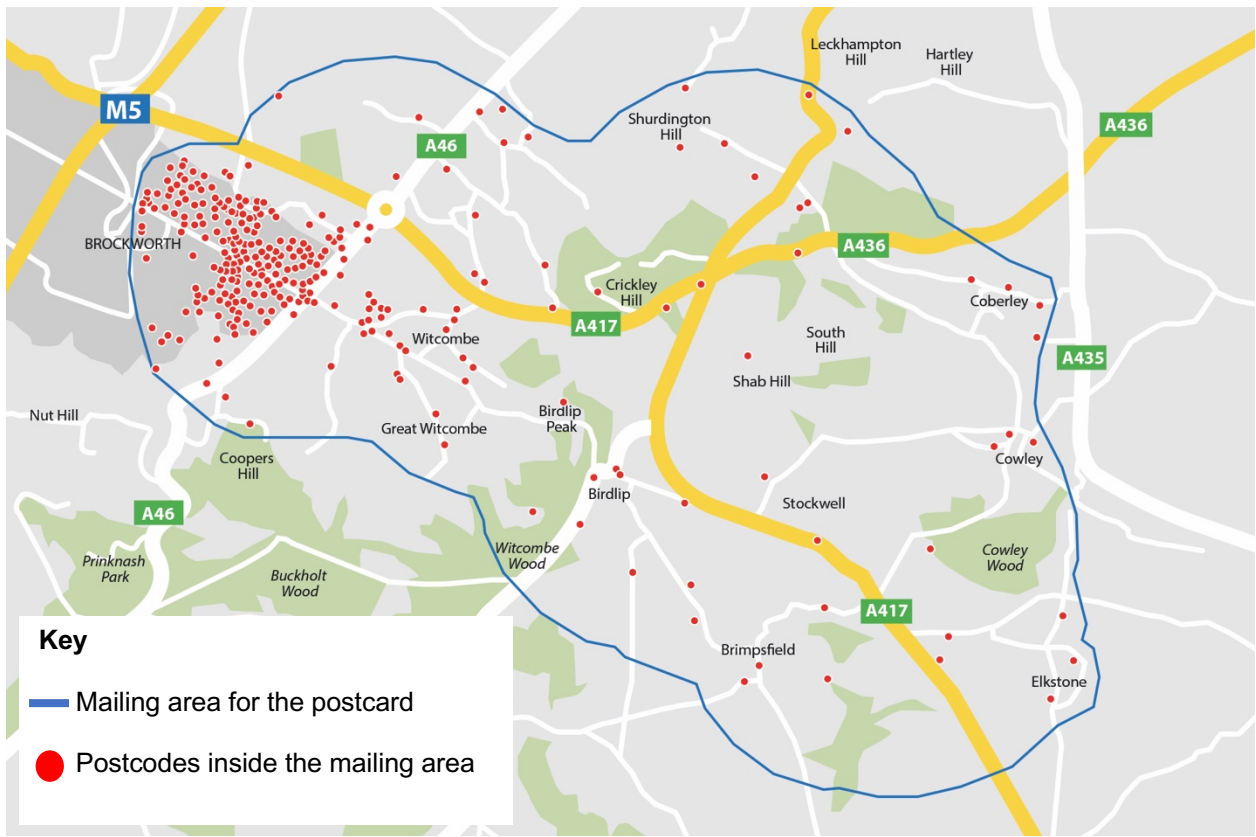 Leckhampton
Hill
Hartley
Hill
M5
Shurdington
Hill
A436
A46
BROCKWORTH
A436
Crickley
Hill
Coberley
A417
Witcombe
South
Hill
A435
Shab Hill
Nut Hill
Birdlip
Peak
Great Witcombe
Coopers
Hill
Cowley
Birdlip
Stockwell
A46
Witcombe
Wood
Cowley
Wood
Prinknash
Park
Buckholt
Wood
A417
Key
Mailing area for the postcard
Postcodes inside the mailing area
Brimpsfield
Elkstone